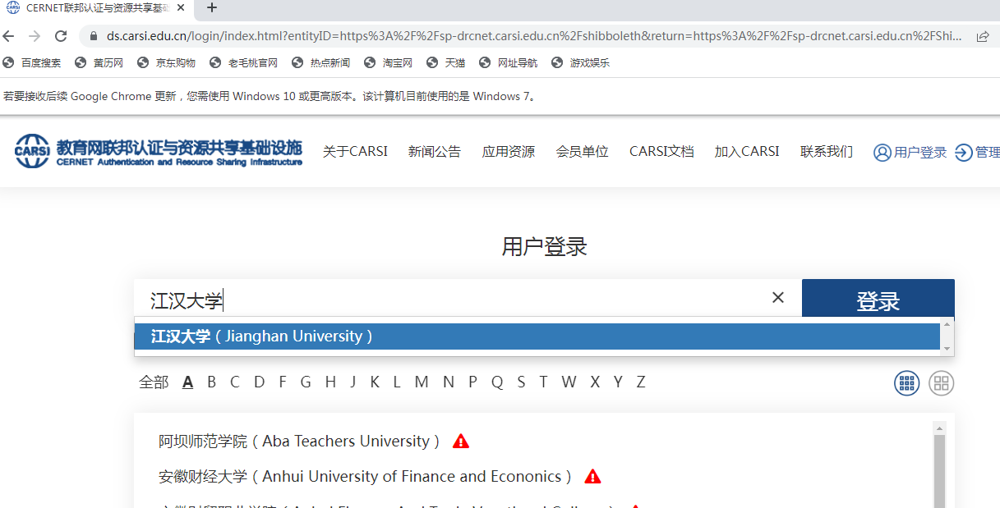 CERNET联邦认证与资源共享基础
ds.carsi.edu.cn/login/index.html?entityID=https%3A%2F%2Fsp-drcnet.carsi.edu.cn%2Fshibboleth&return=https%3A%2F%2Fsp-drcnet.carsi.edu.cn%2FShi...
百度搜索 黄历网 京东购物 老毛桃官网 热点新闻 淘宝网 天猫 网址导航 游戏娱乐
若要接收后续 Google Chrome 更新，您需使用 Windows 10 或更高版本。该计算机目前使用的是 Windows 7。
CARSI 教育网联邦认证与资源共享基础设施
CERNET Authentication and Resource Sharing Infrastructure
关于CARSI 新闻公告 应用资源 会员单位 CARSI文档 加入CARSI 联系我们 用户登录 管理
用户登录
江汉大学 登录
江汉大学（Jianghan University）
全部 A B C D F G H J K L M N P Q S T W X Y Z
阿坝师范学院（Aba Teachers University）
安徽财经大学（Anhui University of Finance and Econonics）